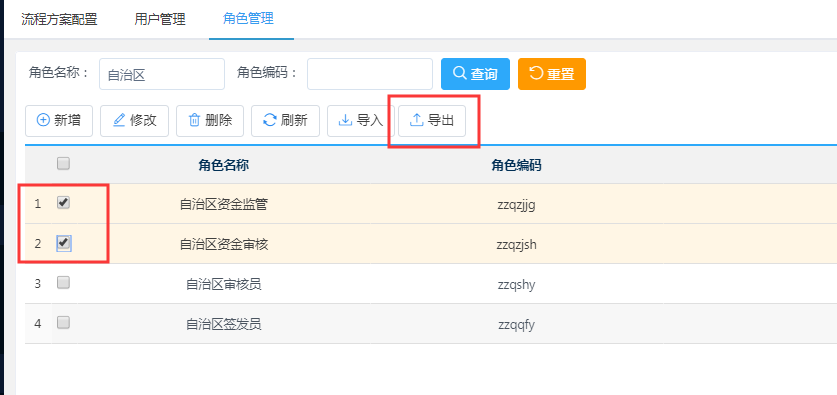 流程方案配置 用户管理 角色管理
角色名称： 自治区 角色编码： 查询 重置
新增 修改 删除 刷新 导入 导出
角色名称 角色编码
1 自治区资金监管 zzqzjjg
2 自治区资金审核 zzqzjsh
3 自治区审核员 zzqshy
4 自治区签发员 zzqqfy